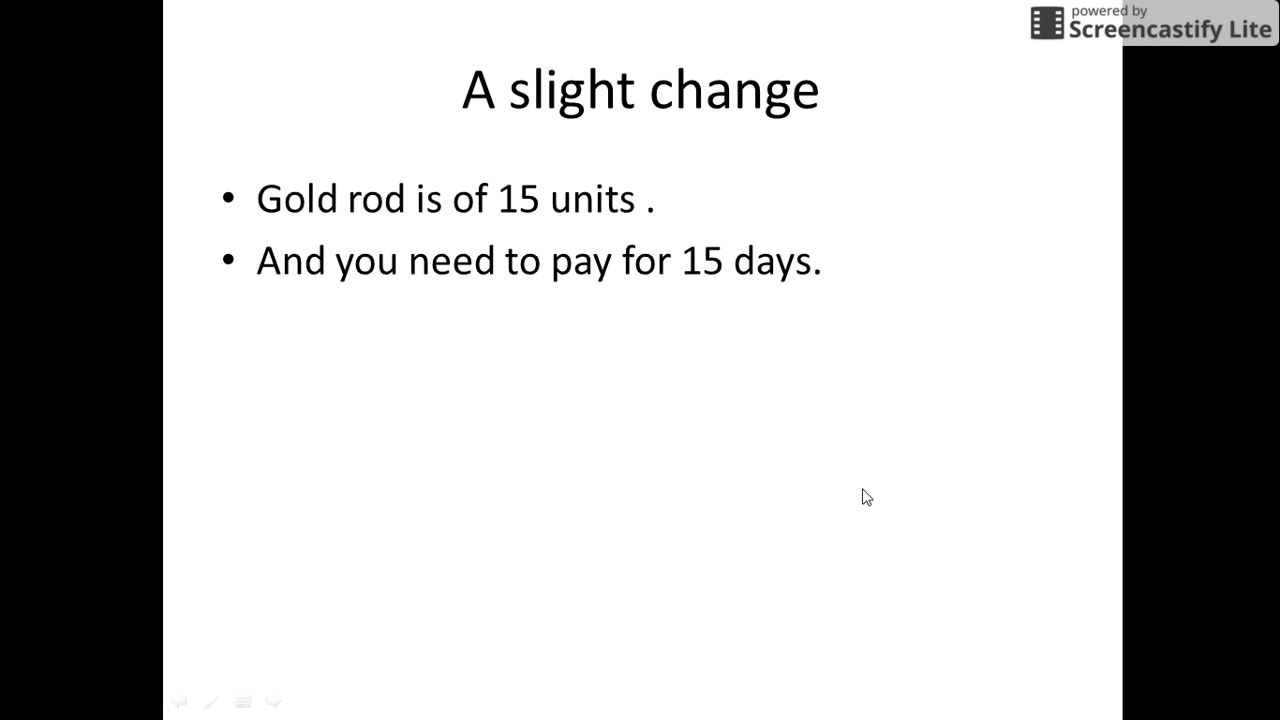 powered by
Screencastify Lite
A slight change
• Gold rod is of 15 units .
• And you need to pay for 15 days.